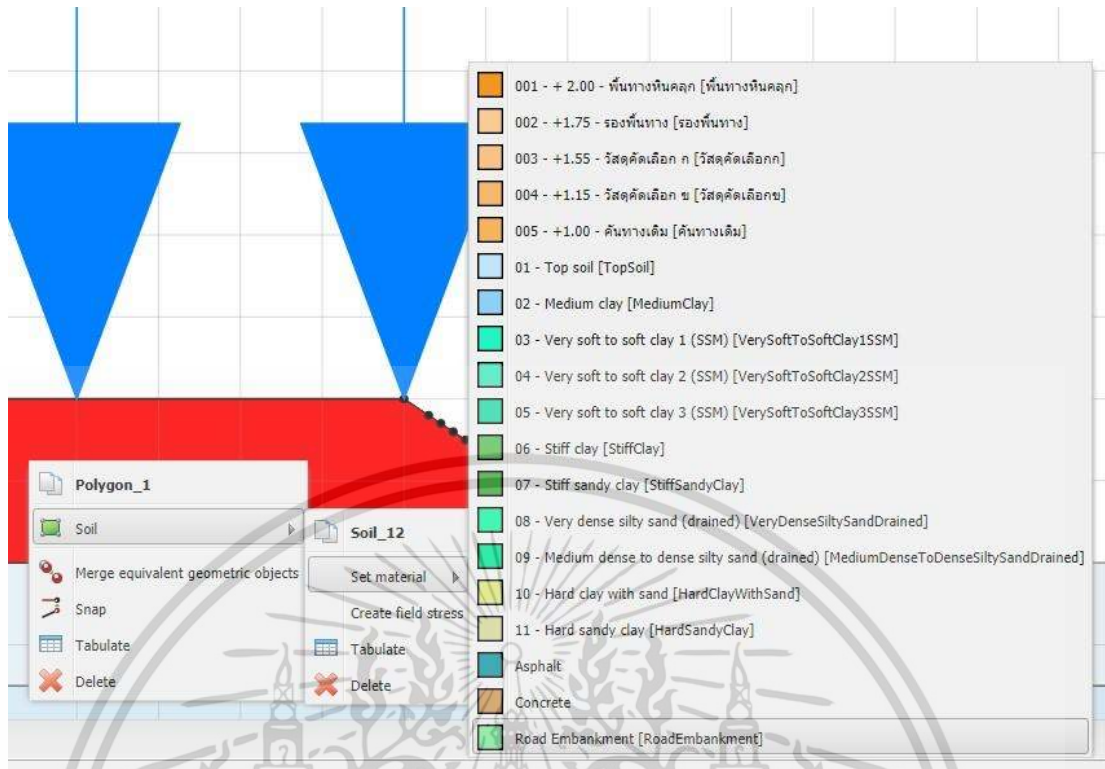 Polygon_1
Soil
Merge equivalent geometric objects
Snap
Tabulate
Delete
Soil_12
Set material
Create field stress
Tabulate
Delete
001 - + 2.00 - พื้นทางหินคลุก [พื้นทางหินคลุก]
002 - +1.75 - รองพื้นทาง [รองพื้นทาง]
003 - +1.55 - วัสดุคัดเลือก ก [วัสดุคัดเลือกก]
004 - +1.15 - วัสดุคัดเลือก ข [วัสดุคัดเลือกข]
005 - +1.00 - คันทางเดิม [คันทางเดิม]
01 - Top soil [TopSoil]
02 - Medium clay [MediumClay]
03 - Very soft to soft clay 1 (SSM) [VerySoftToSoftClay1SSM]
04 - Very soft to soft clay 2 (SSM) [VerySoftToSoftClay2SSM]
05 - Very soft to soft clay 3 (SSM) [VerySoftToSoftClay3SSM]
06 - Stiff clay [StiffClay]
07 - Stiff sandy clay [StiffSandyClay]
08 - Very dense silty sand (drained) [VeryDenseSiltySandDrained]
09 - Medium dense to dense silty sand (drained) [MediumDenseToDenseSiltySandDrained]
10 - Hard clay with sand [HardClayWithSand]
11 - Hard sandy clay [HardSandyClay]
Asphalt
Concrete
Road Embankment [RoadEmbankment]